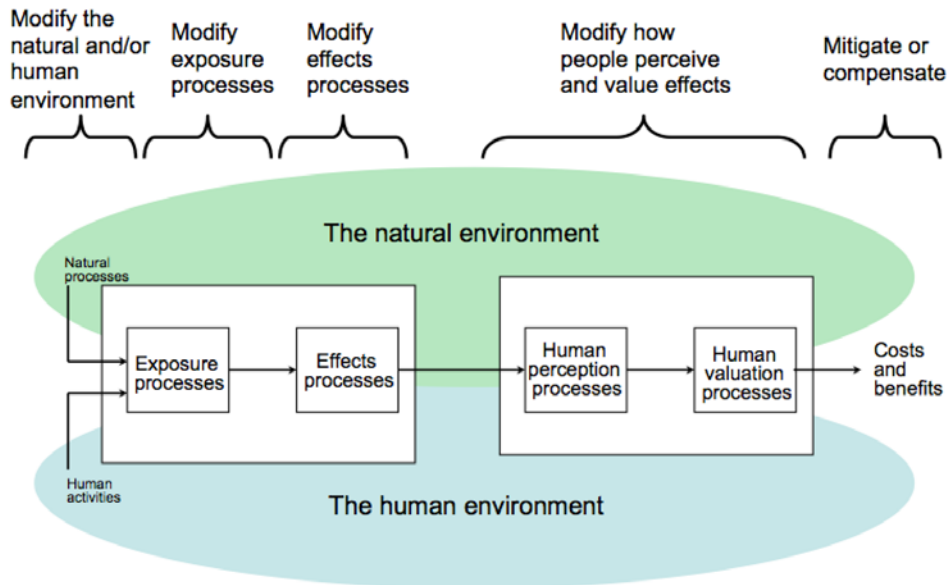 Modify the
natural and/or
human
environment
Modify
exposure
processes
Modify
effects
processes
Modify how
people perceive
and value effects
Mitigate or
compensate
The natural environment
Natural
processes
Exposure
processes
Effects
processes
Human
perception
processes
Human
valuation
processes
Costs
and
benefits
Human
activities
The human environment